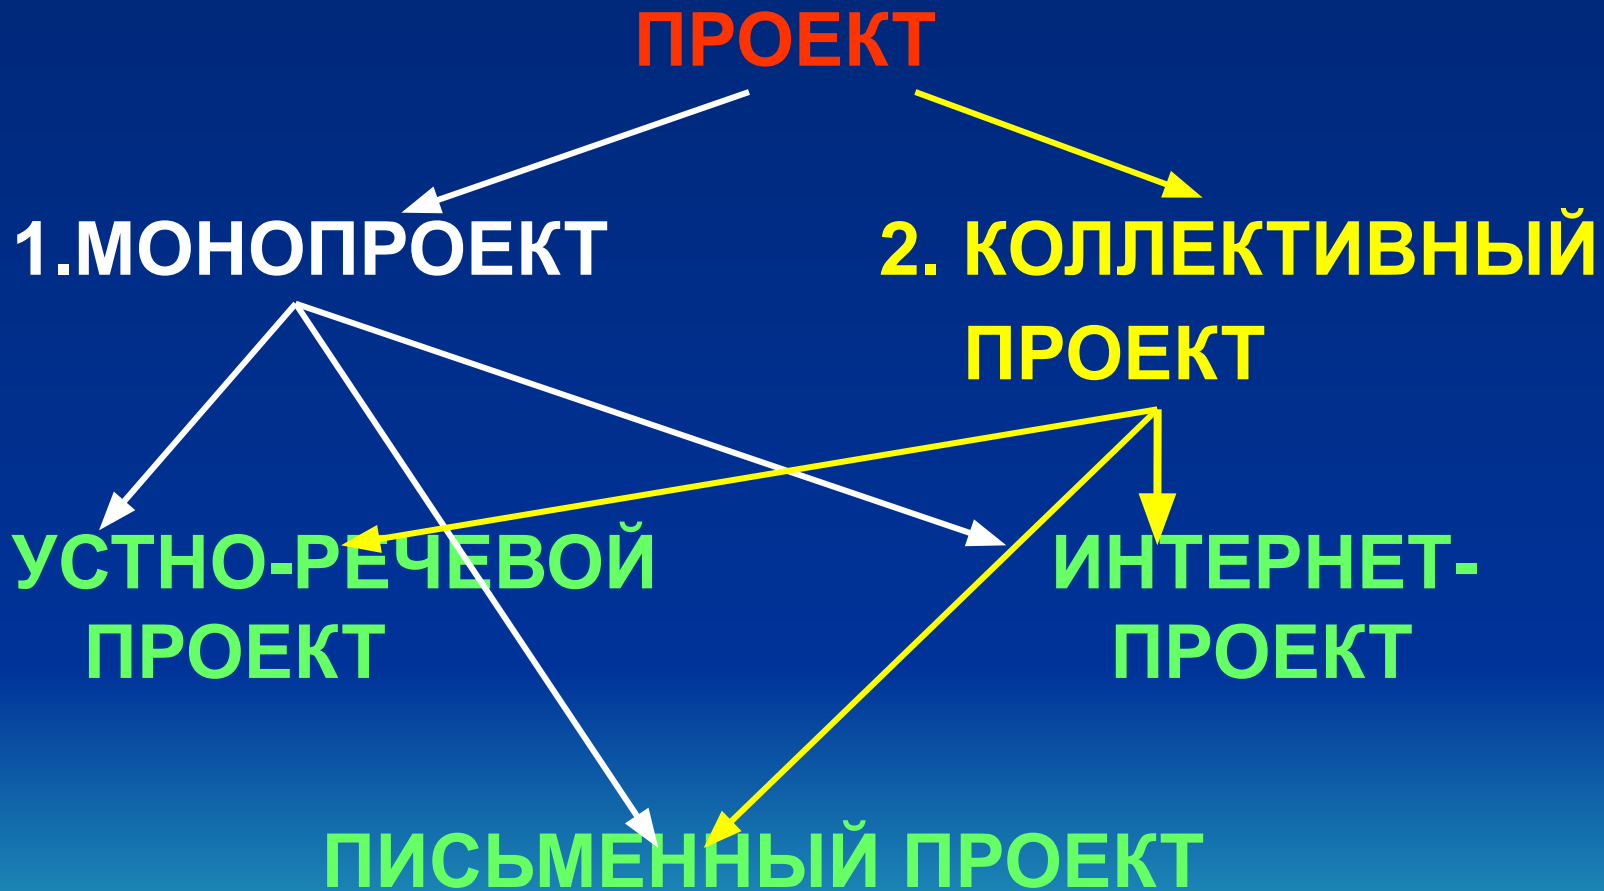 ПРОЕКТ
1.МОНОПРОЕКТ
2. КОЛЛЕКТИВНЫЙ
ПРОЕКТ
УСТНО-РЕЧЕВОЙ
ПРОЕКТ
ИНТЕРНЕТ-
ПРОЕКТ
ПИСЬМЕННЫЙ ПРОЕКТ